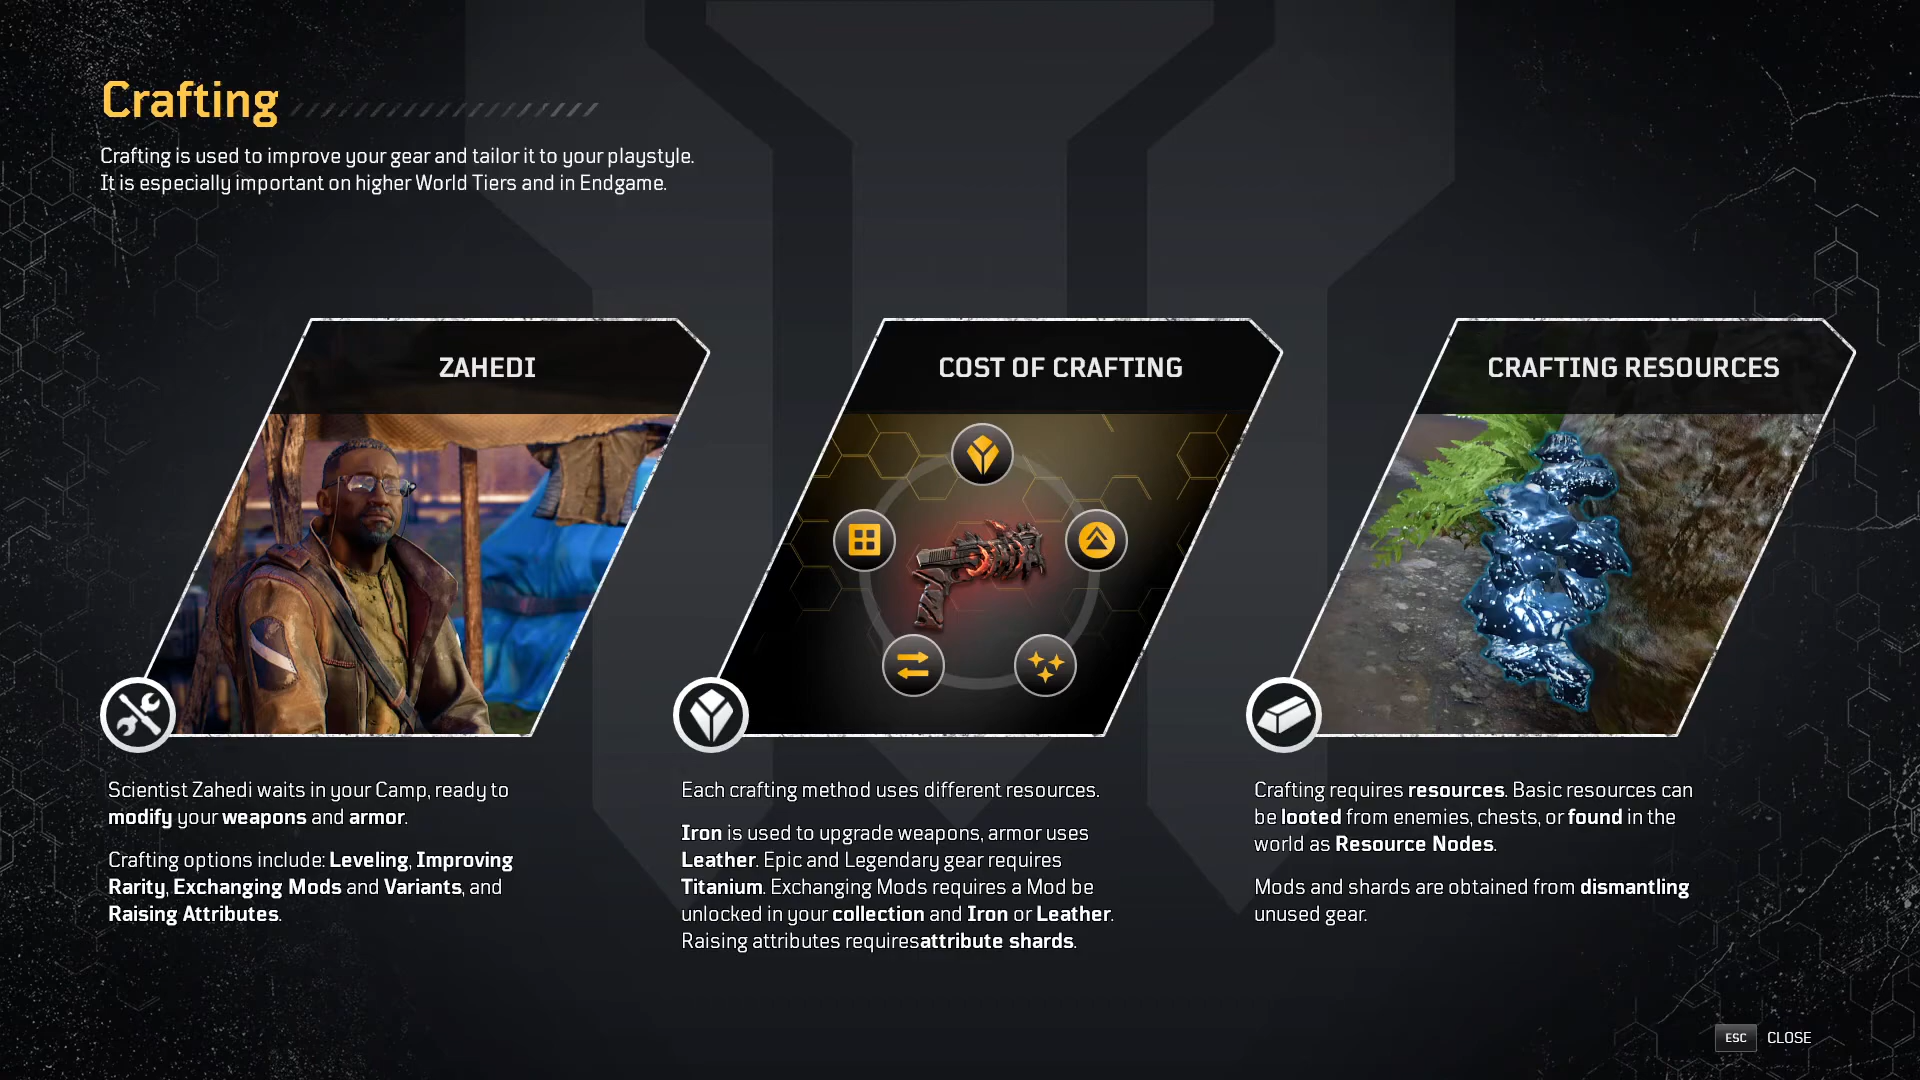 Crafting
Crafting is used to improve your gear and tailor it to your playstyle.
It is especially important on higher World Tiers and in Endgame.
ZAHEDI
Scientist Zahedi waits in your Camp, ready to
modify your weapons and armor.
Crafting options include: Leveling, Improving
Rarity, Exchanging Mods and Variants, and
Raising Attributes.
COST OF CRAFTING
Each crafting method uses different resources.
Iron is used to upgrade weapons, armor uses
Leather. Epic and Legendary gear requires
Titanium. Exchanging Mods requires a Mod be
unlocked in your collection and Iron or Leather.
Raising attributes requiresattribute shards.
CRAFTING RESOURCES
Crafting requires resources. Basic resources can
be looted from enemies, chests, or found in the
world as Resource Nodes.
Mods and shards are obtained from dismantling
unused gear.
ESC CLOSE